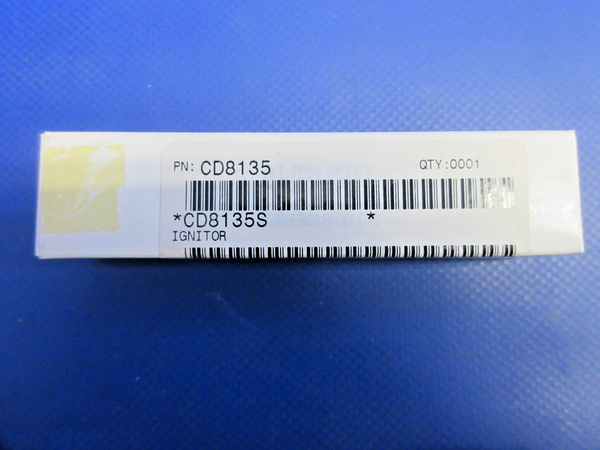 PN: CD8135 QTY:0001
*CD8135S *
IGNITOR